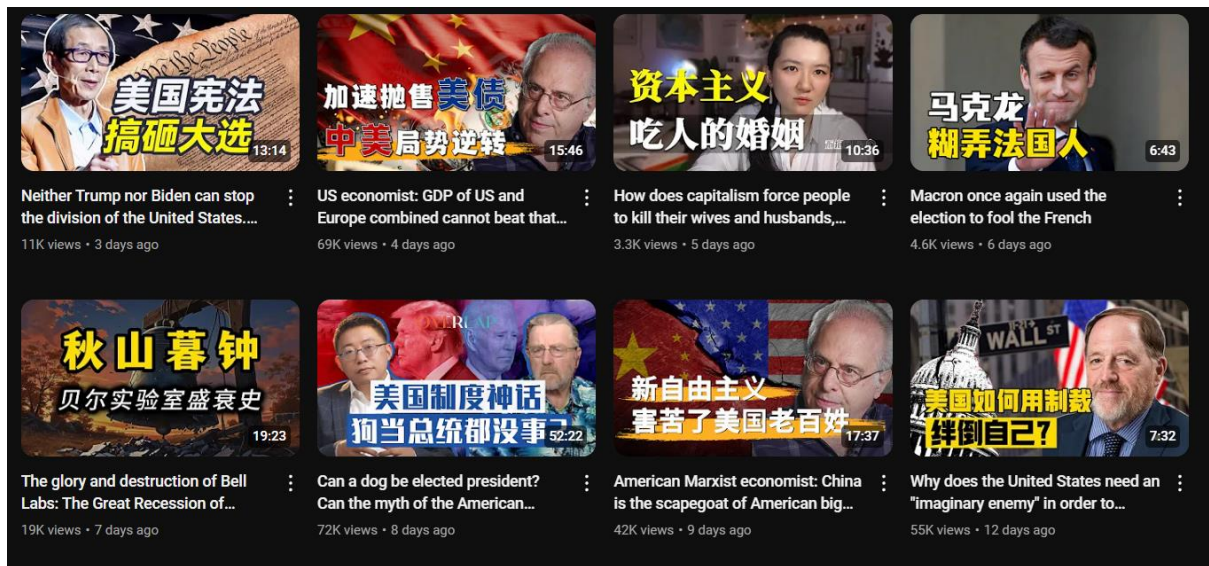 We the People
美国宪法
搞砸大选
13:14
加速抛售美债
中美局势逆转
15:46
资本主义
吃人的婚姻
10:36
马克龙
糊弄法国人
6:43
Neither Trump nor Biden can stop
the division of the United States....
11K views • 3 days ago
US economist: GDP of US and
Europe combined cannot beat that...
69K views • 4 days ago
How does capitalism force people
to kill their wives and husbands,...
3.3K views • 5 days ago
Macron once again used the
election to fool the French
4.6K views • 6 days ago
秋山暮钟
贝尔实验室盛衰史
19:23
美国制度神话
狗当总统都没事
52:22
新自由主义
害苦了美国老百姓
17:37
WALL ST
美国如何用制裁
绊倒自己?
7:32
The glory and destruction of Bell
Labs: The Great Recession of...
19K views • 7 days ago
Can a dog be elected president?
Can the myth of the American...
72K views • 8 days ago
American Marxist economist: China
is the scapegoat of American big...
42K views • 9 days ago
Why does the United States need an
"imaginary enemy" in order to...
55K views • 12 days ago